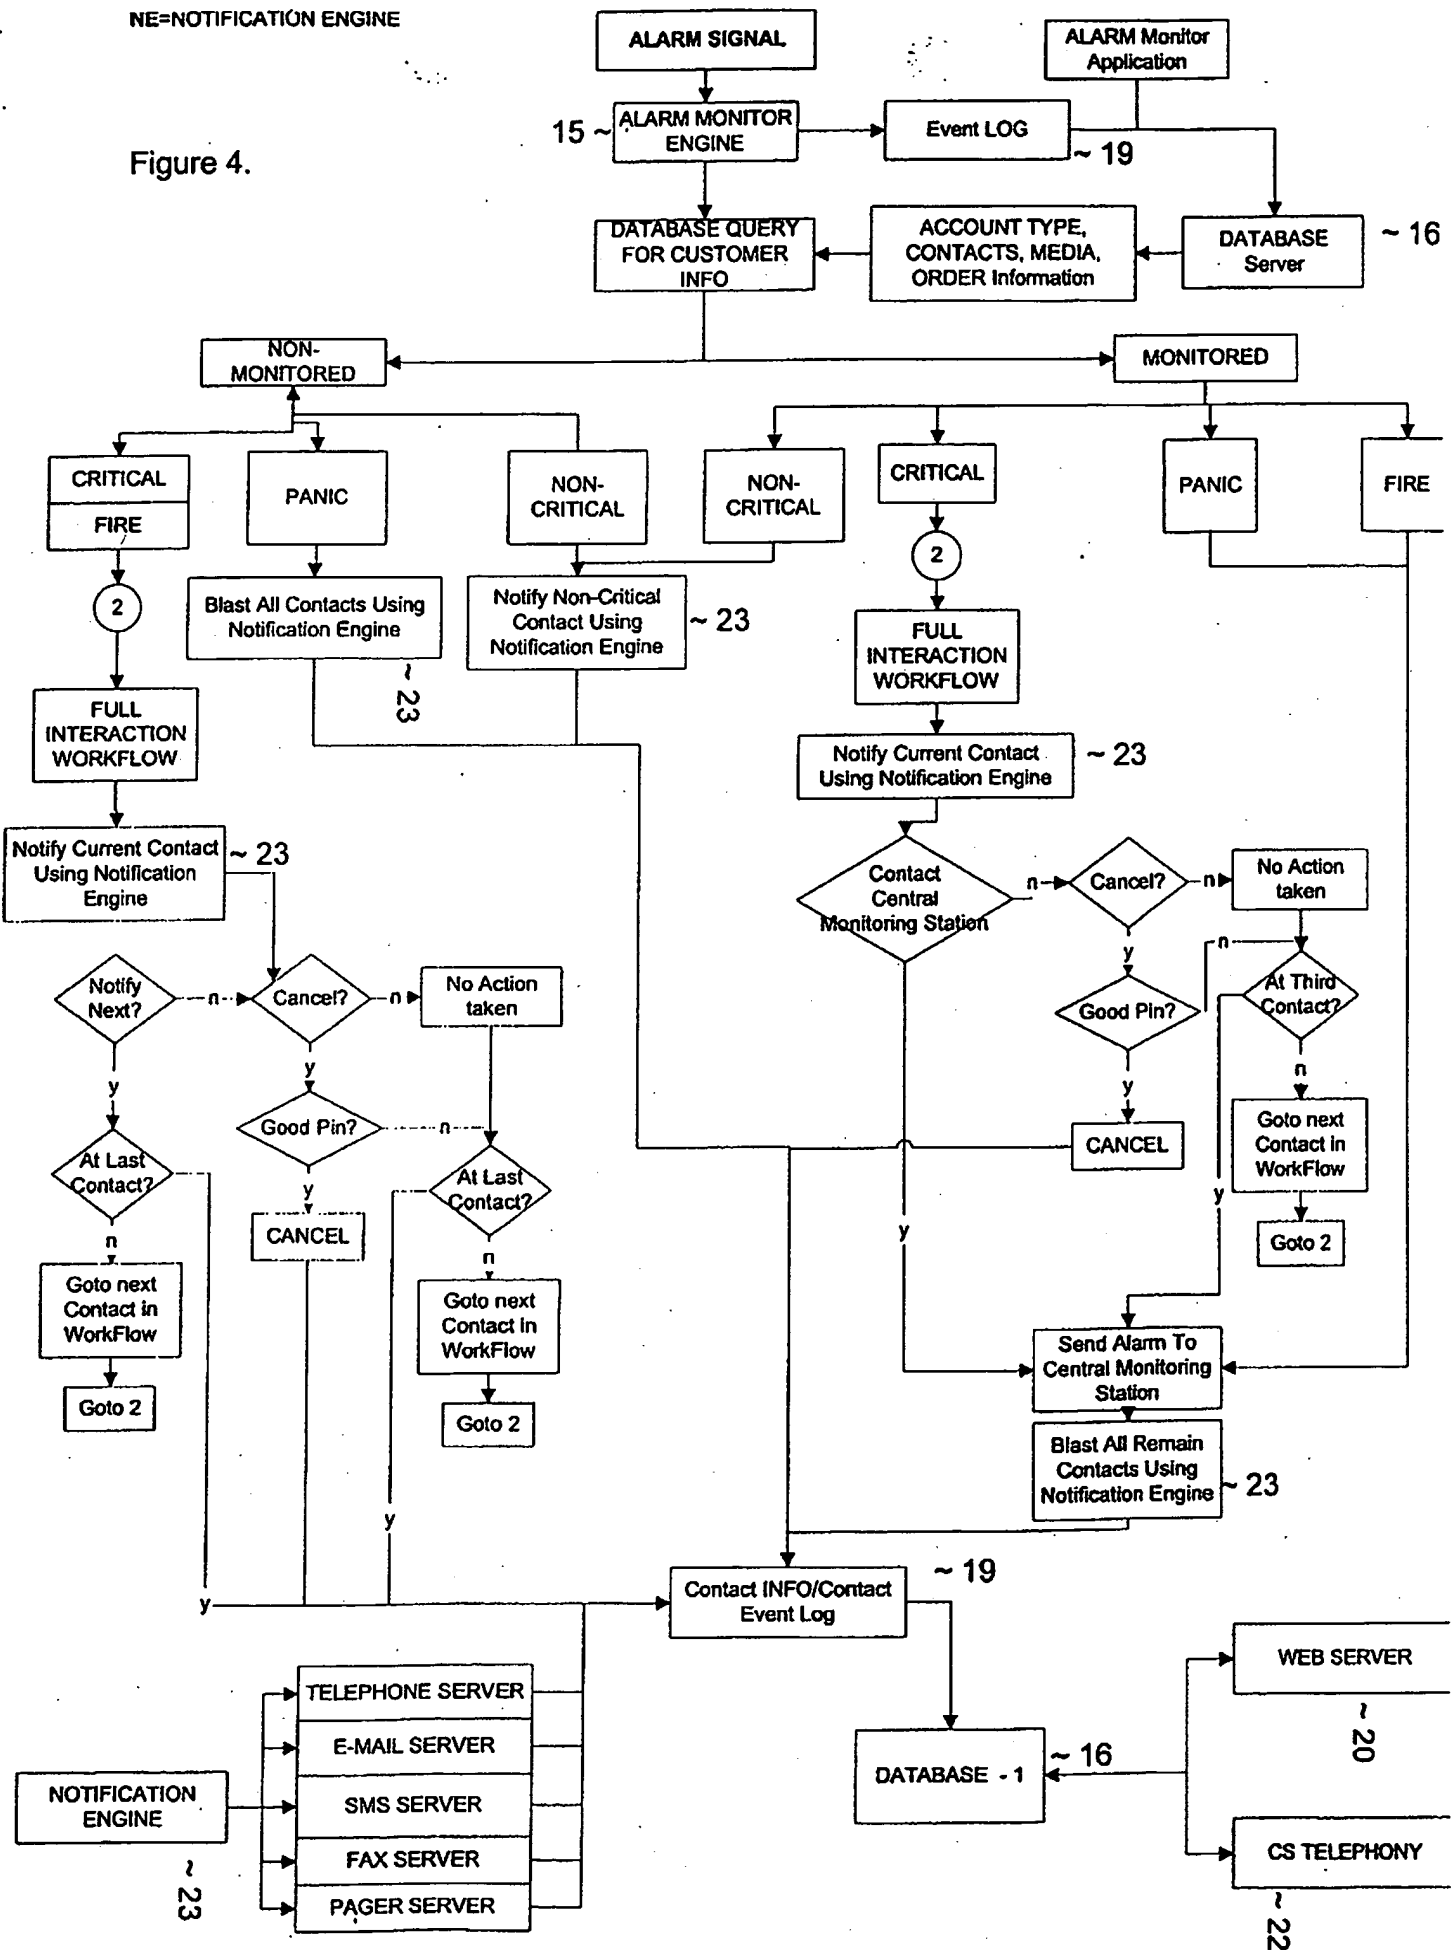 NE=NOTIFICATION ENGINE
ALARM SIGNAL
ALARM Monitor
Application
15 ~
ALARM MONITOR
ENGINE
Event LOG
~ 19
Figure 4.
DATABASE QUERY
FOR CUSTOMER
INFO
ACCOUNT TYPE,
CONTACTS, MEDIA,
ORDER Information
DATABASE
Server
~ 16
NON-
MONITORED
MONITORED
CRITICAL
FIRE
PANIC
NON-
CRITICAL
NON-
CRITICAL
CRITICAL
PANIC
FIRE
2
Blast All Contacts Using
Notification Engine
~ 23
Notify Non-Critical
Contact Using
Notification Engine
~ 23
2
FULL
INTERACTION
WORKFLOW
FULL
INTERACTION
WORKFLOW
Notify Current Contact
Using Notification Engine
~ 23
Notify Current Contact
Using Notification
Engine
~ 23
Contact
Central
Monitoring Station
n
Cancel?
n
No Action
taken
y
n
Good Pin?
At Third
Contact?
y
n
CANCEL
Goto next
Contact in
WorkFlow
Goto 2
y
y
Notify
Next?
n
Cancel?
n
No Action
taken
y
y
Good Pin?
n
At Last
Contact?
y
At Last
Contact?
n
CANCEL
n
Goto next
Contact in
WorkFlow
Goto 2
Goto next
Contact in
WorkFlow
Goto 2
y
y
Send Alarm To
Central Monitoring
Station
Blast All Remain
Contacts Using
Notification Engine
~ 23
Contact INFO/Contact
Event Log
~ 19
TELEPHONE SERVER
E-MAIL SERVER
SMS SERVER
FAX SERVER
PAGER SERVER
NOTIFICATION
ENGINE
~ 23
DATABASE - 1
~ 16
WEB SERVER
~ 20
CS TELEPHONY
~ 22